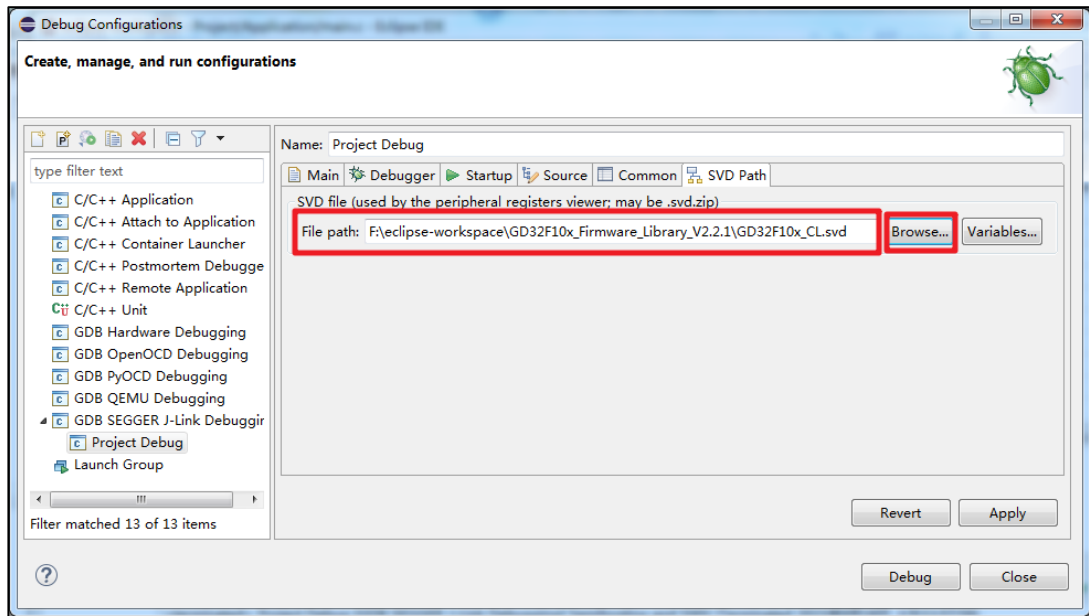 Debug Configurations
Create, manage, and run configurations
type filter text
C/C++ Application
C/C++ Attach to Application
C/C++ Container Launcher
C/C++ Postmortem Debugge
C/C++ Remote Application
C/C++ Unit
GDB Hardware Debugging
GDB OpenOCD Debugging
GDB PyOCD Debugging
GDB QEMU Debugging
GDB SEGGER J-Link Debuggin
Project Debug
Launch Group
Filter matched 13 of 13 items
Name: Project Debug
Main Debugger Startup Source Common SVD Path
SVD file (used by the peripheral registers viewer; may be .svd.zip)
File path: F:\eclipse-workspace\GD32F10x_Firmware_Library_V2.2.1\GD32F10x_CL.svd Browse... Variables...
Revert Apply
Debug Close